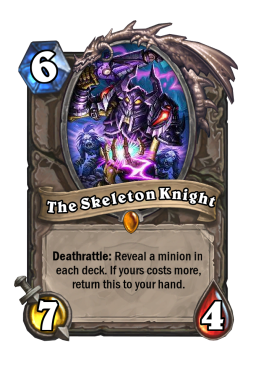 6
The Skeleton Knight
Deathrattle: Reveal a minion in
each deck. If yours costs more,
return this to your hand.
7
4